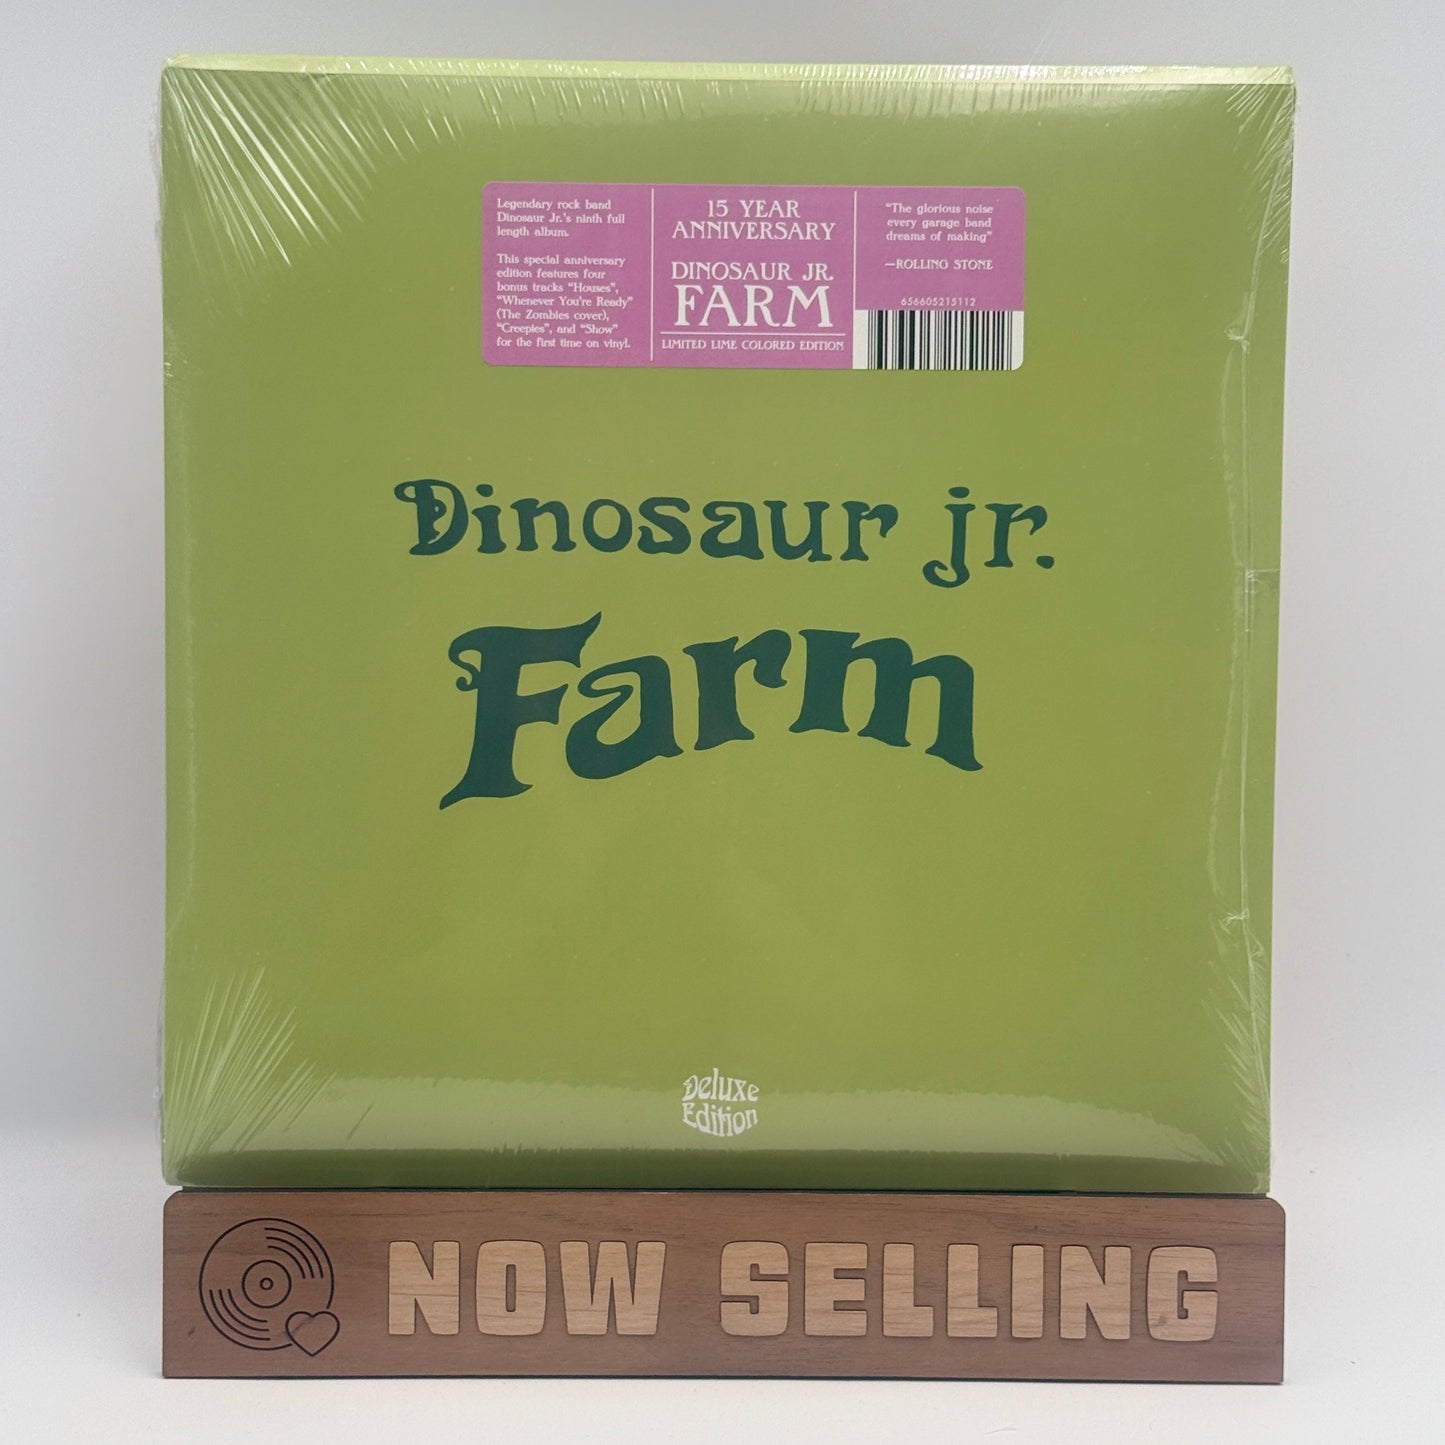 Legendary rock band
Dinosaur Jr.'s ninth full
length album.
This special anniversary
edition features four
bonus tracks “Houses”,
“Whenever You're Ready”
(The Zombies cover),
“Creepies”, and “Show”
for the first time on vinyl.
15 YEAR
ANNIVERSARY
DINOSAUR JR.
FARM
LIMITED LIME COLORED EDITION
“The glorious noise
every garage band
dreams of making”
—ROLLING STONE
656605215112
Dinosaur jr.
Farm
Deluxe
Edition
NOW SELLING